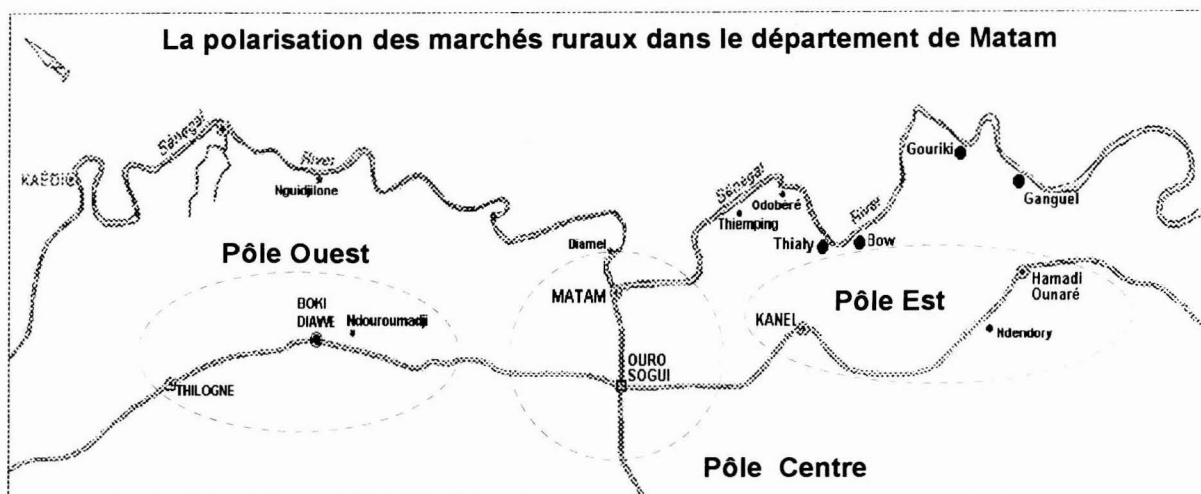 La polarisation des marchés ruraux dans le département de Matam
N
Sénégal
River
KAÉDI
Nguidjilone
Gouriki
Ganguel
Sénégal
Odobéré
Thiemping
River
Thialy
Bow
Diamel
Pôle Ouest
MATAM
Pôle Est
Hamadi
Ounaré
BOKI
DIAWE
Ndouroumadji
KANEL
Ndendory
OURO
SOGUI
THILOGNE
Pôle Centre